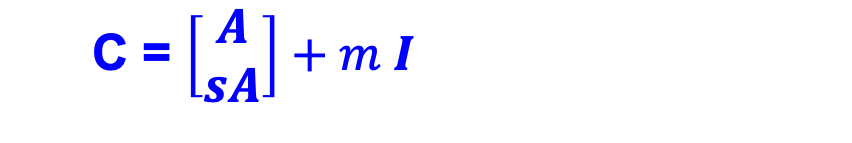 C = [ A
sA ] + m I